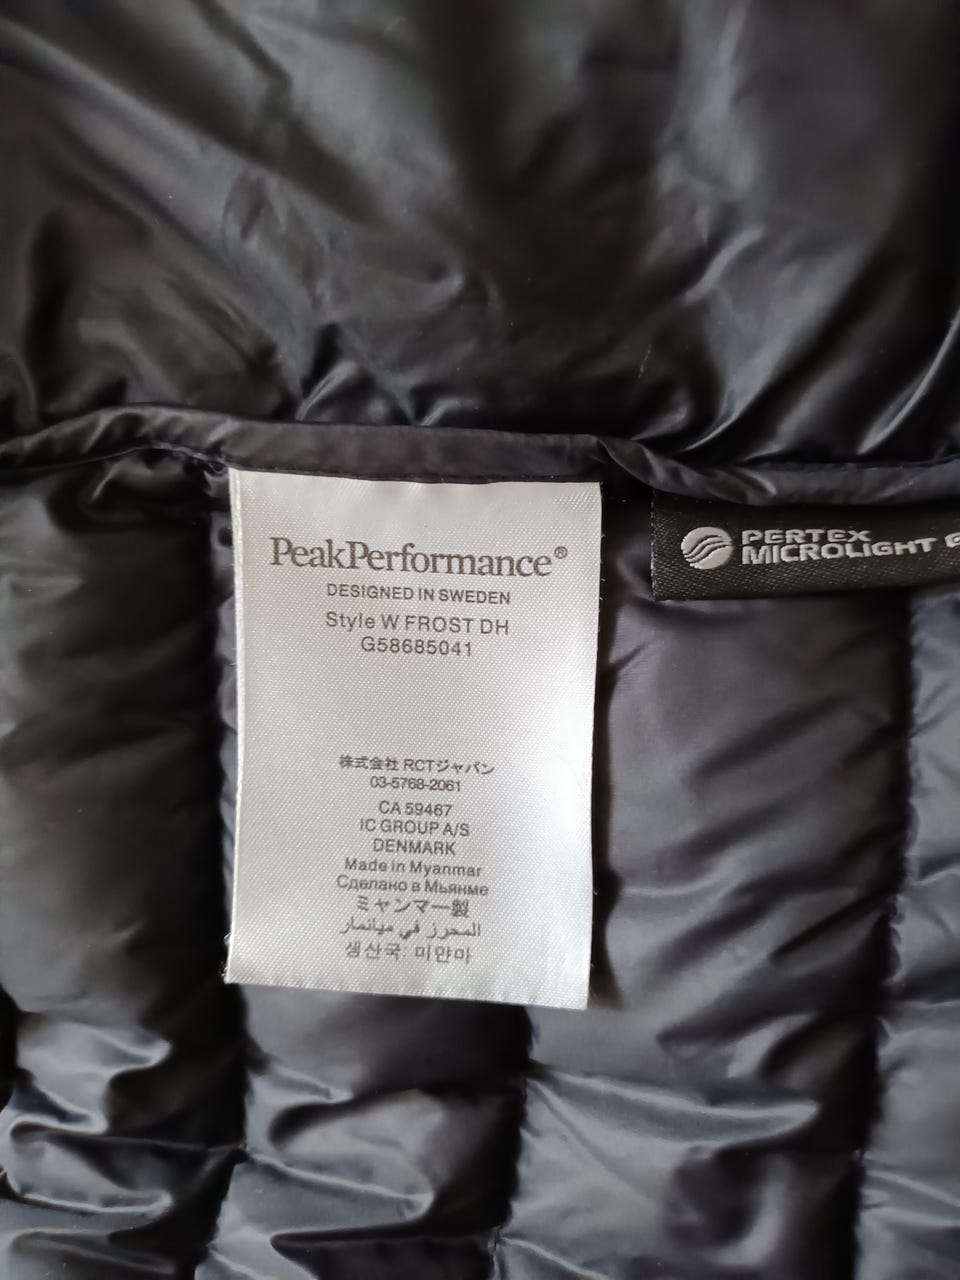 PeakPerformance®
DESIGNED IN SWEDEN
Style W FROST DH
G58685041
株式会社 RCTジャパン
03-5768-2061
CA 59467
IC GROUP A/S
DENMARK
Made in Myanmar
Сделано в Мьянме
ミャンマー製
المحرز في ميانمار
생산국: 미얀마
PERTEX
MICROLIGHT